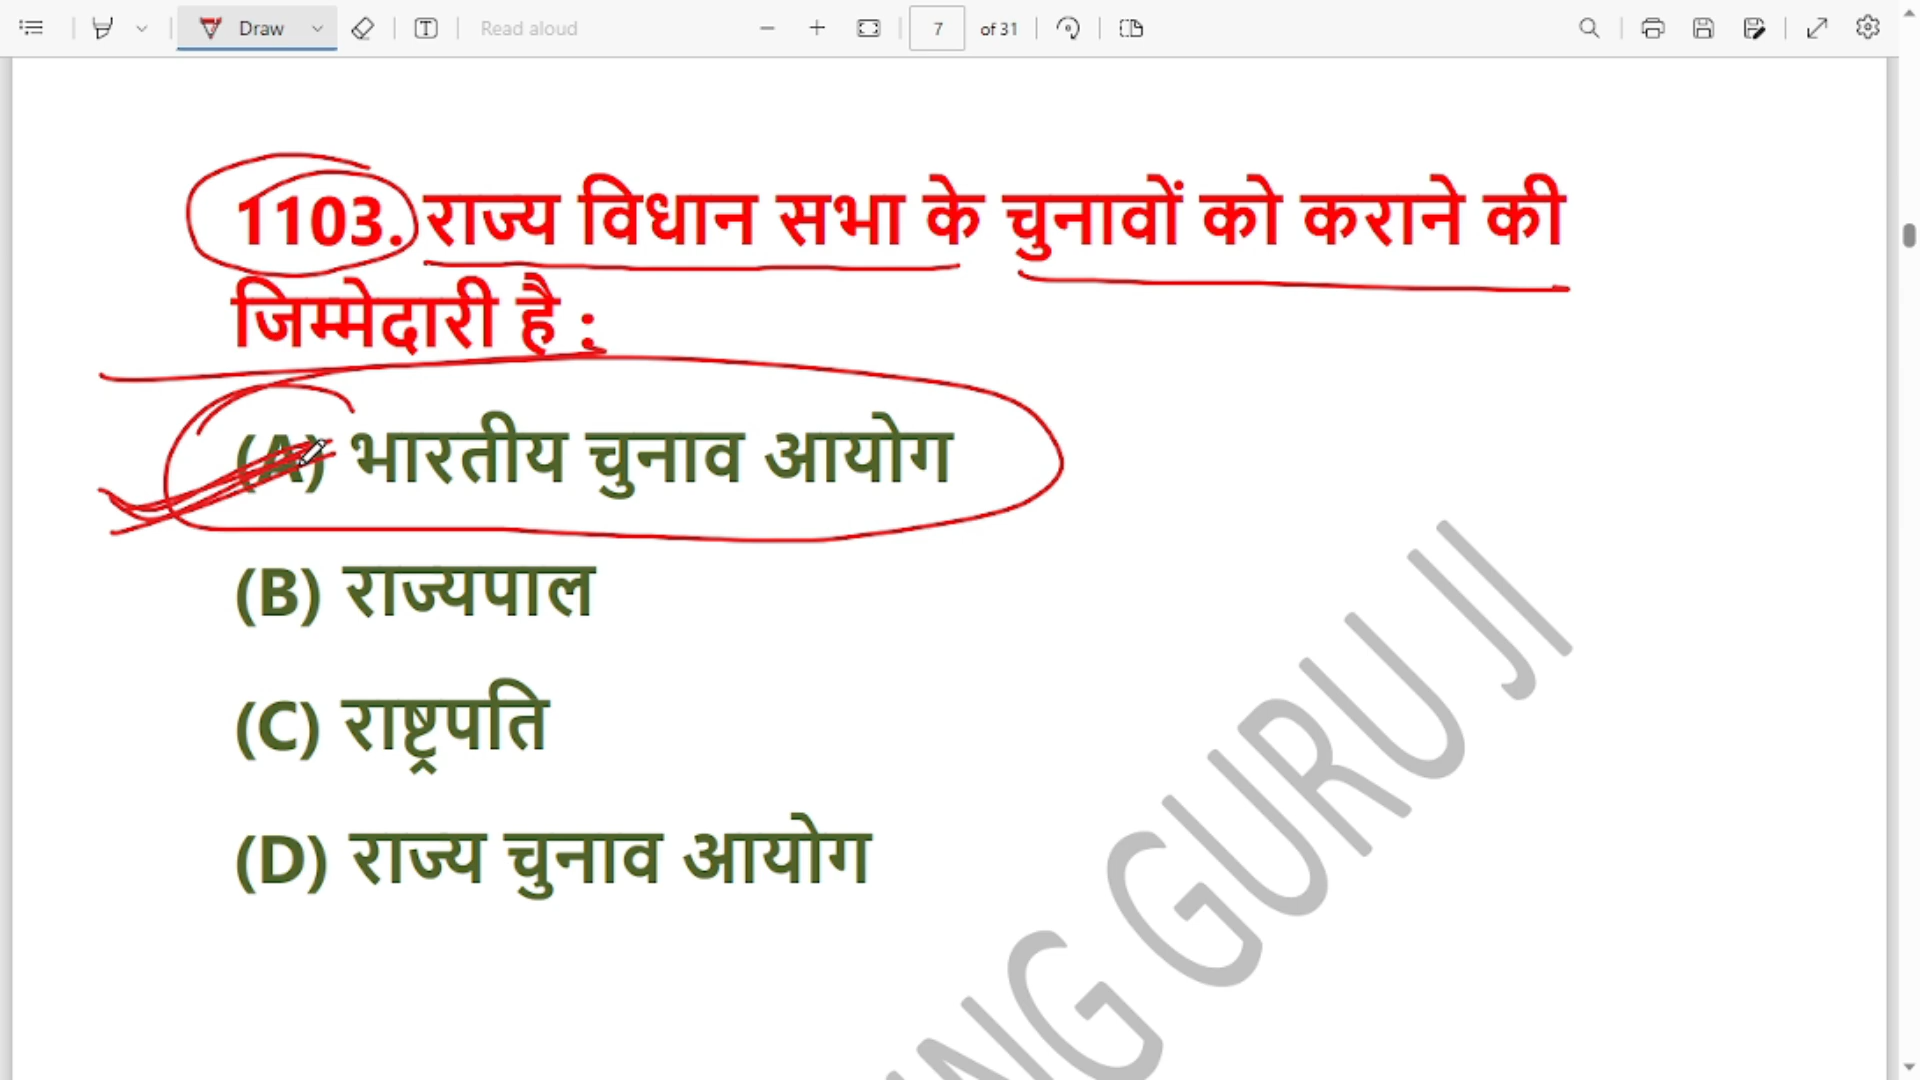 Draw
Read aloud
7 of 31
1103. राज्य विधान सभा के चुनावों को कराने की
जिम्मेदारी है :
(A) भारतीय चुनाव आयोग
(B) राज्यपाल
(C) राष्ट्रपति
(D) राज्य चुनाव आयोग
GURU JI